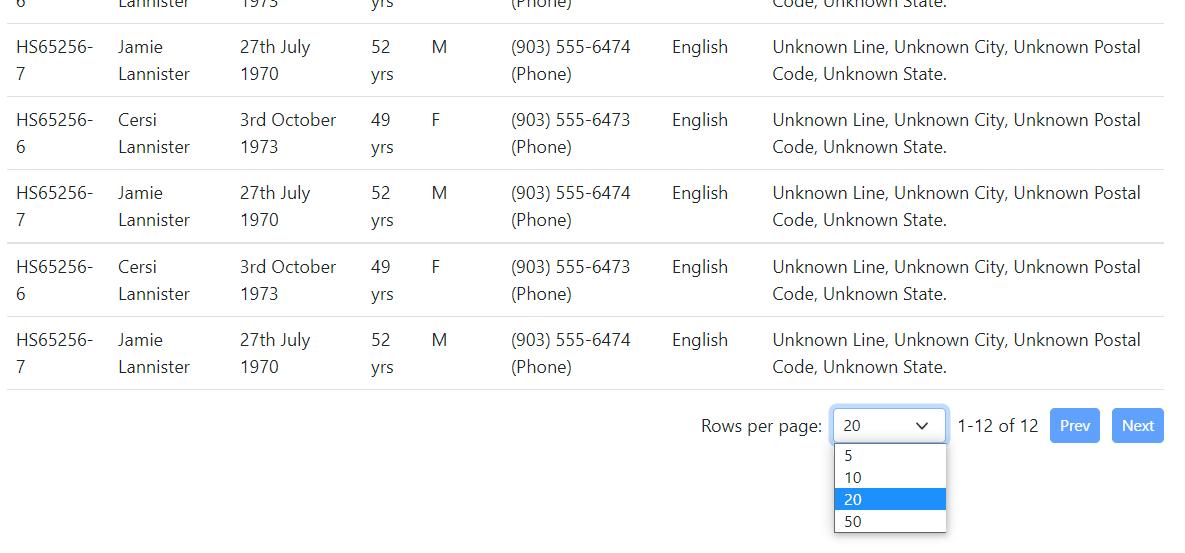 6 Lannister 1973 yrs (Phone) Code, Unknown State.
HS65256- Jamie 27th July 52 M (903) 555-6474 English Unknown Line, Unknown City, Unknown Postal
7 Lannister 1970 yrs (Phone) Code, Unknown State.
HS65256- Cersi 3rd October 49 F (903) 555-6473 English Unknown Line, Unknown City, Unknown Postal
6 Lannister 1973 yrs (Phone) Code, Unknown State.
HS65256- Jamie 27th July 52 M (903) 555-6474 English Unknown Line, Unknown City, Unknown Postal
7 Lannister 1970 yrs (Phone) Code, Unknown State.
HS65256- Cersi 3rd October 49 F (903) 555-6473 English Unknown Line, Unknown City, Unknown Postal
6 Lannister 1973 yrs (Phone) Code, Unknown State.
HS65256- Jamie 27th July 52 M (903) 555-6474 English Unknown Line, Unknown City, Unknown Postal
7 Lannister 1970 yrs (Phone) Code, Unknown State.
Rows per page: 20 1-12 of 12 Prev Next
5
10
20
50